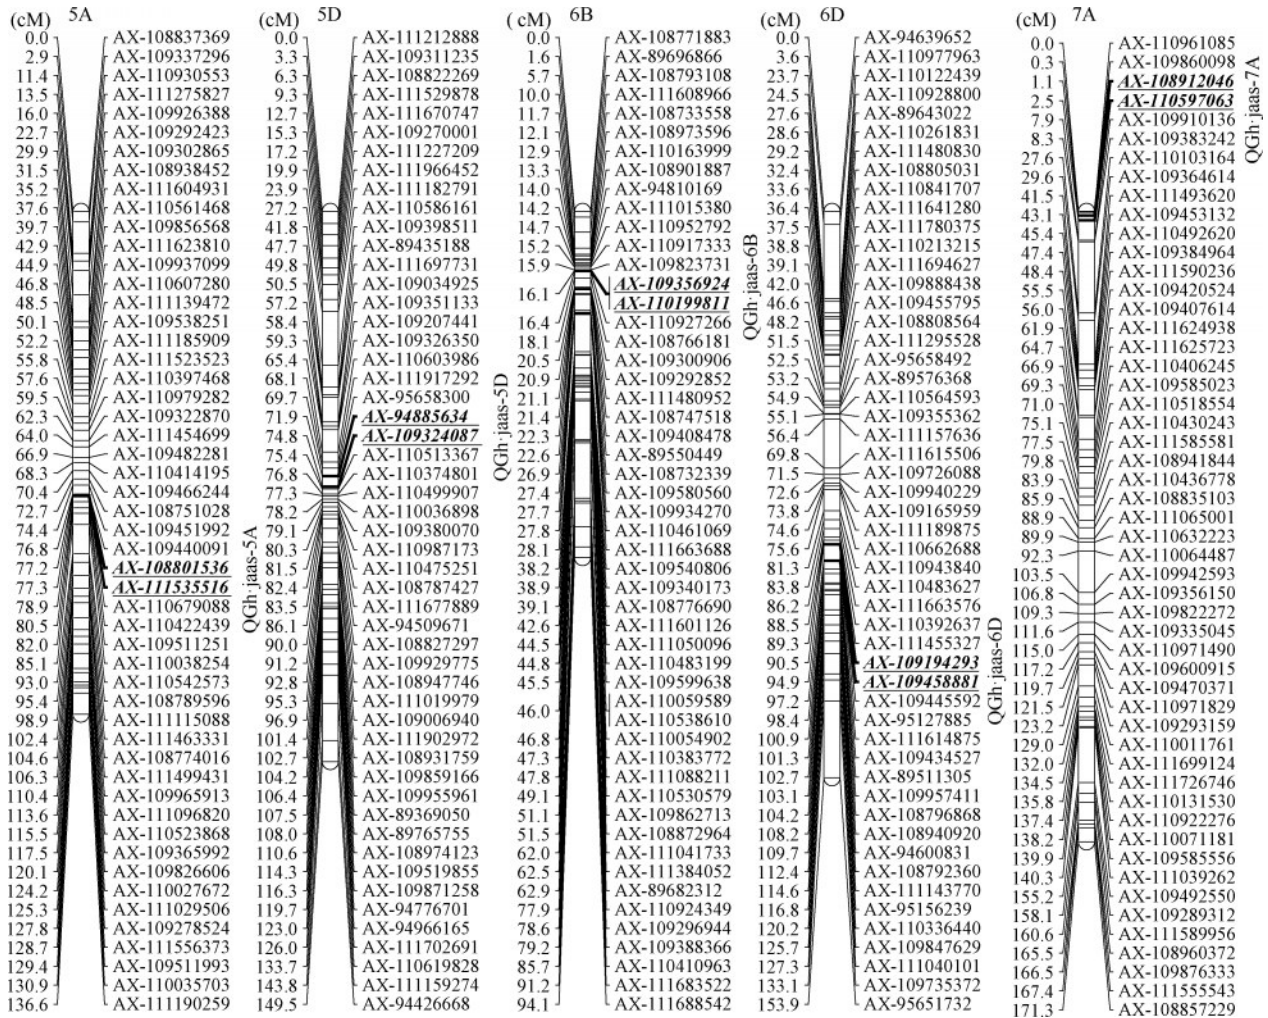 (cM) 5A
0.0 AX-108837369
2.9 AX-109337296
11.4 AX-110930553
13.5 AX-111275827
16.0 AX-109926388
22.7 AX-109292423
29.9 AX-109302865
31.5 AX-108938452
35.2 AX-111604931
37.6 AX-110561468
39.7 AX-109856568
42.9 AX-111623810
44.9 AX-109937099
46.8 AX-110607280
48.5 AX-111139472
50.1 AX-109538251
52.2 AX-111185909
55.8 AX-111523523
57.6 AX-110397468
59.5 AX-110979282
62.3 AX-109322870
64.0 AX-111454699
66.9 AX-109482281
68.3 AX-110414195
70.4 AX-109466244
72.7 AX-108751028
74.4 AX-109451992
76.8 AX-109440091
77.2 AX-108801536
77.3 AX-111535516
78.9 AX-110679088
80.5 AX-110422439
82.0 AX-109511251
85.1 AX-110038254
93.0 AX-110542573
95.4 AX-108789596
98.9 AX-111115088
102.4 AX-111463331
104.6 AX-108774016
106.3 AX-111499431
110.4 AX-109965913
113.6 AX-111096820
115.5 AX-110523868
117.5 AX-109365992
120.1 AX-109826606
124.2 AX-110027672
125.3 AX-111029506
127.8 AX-109278524
128.7 AX-111556373
129.4 AX-109511993
130.9 AX-110035703
136.6 AX-111190259
QGh·jaas-5A
(cM) 5D
0.0 AX-111212888
3.3 AX-109311235
6.3 AX-108822269
9.3 AX-111529878
12.7 AX-111670747
15.3 AX-109270001
17.2 AX-111227209
19.9 AX-111966452
23.9 AX-111182791
27.2 AX-110586161
41.8 AX-109398511
47.7 AX-89435188
49.8 AX-111697731
50.5 AX-109034925
57.2 AX-109351133
58.4 AX-109207441
59.3 AX-109326350
65.4 AX-110603986
68.1 AX-111917292
69.7 AX-95658300
71.9 AX-94885634
74.8 AX-109324087
75.4 AX-110513367
76.8 AX-110374801
77.3 AX-110499907
78.2 AX-110036898
79.1 AX-109380070
80.3 AX-110987173
81.5 AX-110475251
82.4 AX-108787427
83.5 AX-111677889
86.1 AX-94509671
90.0 AX-108827297
91.2 AX-109929775
92.8 AX-108947746
95.3 AX-111019979
96.9 AX-109006940
101.4 AX-111902972
102.7 AX-108931759
104.2 AX-109859166
106.4 AX-109955961
107.5 AX-89369050
108.0 AX-89765755
110.6 AX-108974123
114.3 AX-109519855
116.3 AX-109871258
119.7 AX-94776701
123.0 AX-94966165
126.0 AX-111702691
133.7 AX-110619828
143.8 AX-111159274
149.5 AX-94426668
QGh·jaas-5D
(cM) 6B
0.0 AX-108771883
1.6 AX-89696866
5.7 AX-108793108
10.0 AX-111608966
11.7 AX-108733558
12.1 AX-108973596
12.9 AX-110163999
13.3 AX-108901887
14.0 AX-94810169
14.2 AX-111015380
14.7 AX-110952792
15.2 AX-110917333
15.9 AX-109823731
16.1 AX-109356924
AX-110199811
16.4 AX-110927266
18.1 AX-108766181
20.5 AX-109300906
20.9 AX-109292852
21.1 AX-111480952
21.4 AX-108747518
22.3 AX-109408478
22.6 AX-89550449
26.9 AX-108732339
27.4 AX-109580560
27.7 AX-109934270
27.8 AX-110461069
28.1 AX-111663688
38.2 AX-109540806
38.9 AX-109340173
39.1 AX-108776690
42.6 AX-111601126
44.5 AX-111050096
44.8 AX-110483199
45.5 AX-109599638
46.0 AX-110059589
AX-110538610
46.8 AX-110054902
47.3 AX-110383772
47.8 AX-111088211
49.1 AX-110530579
51.1 AX-109862713
51.5 AX-108872964
62.0 AX-111041733
62.5 AX-111384052
62.9 AX-89682312
77.9 AX-110924349
78.6 AX-109296944
79.2 AX-109388366
85.7 AX-110410963
91.2 AX-111683522
94.1 AX-111688542
QGh·jaas-6B
(cM) 6D
0.0 AX-94639652
3.6 AX-110977963
23.7 AX-110122439
24.5 AX-110928800
27.6 AX-89643022
28.6 AX-110261831
29.2 AX-111480830
32.4 AX-108805031
33.6 AX-110841707
36.4 AX-111641280
37.5 AX-111780375
38.8 AX-110213215
39.1 AX-111694627
42.0 AX-109888438
46.6 AX-109455795
48.2 AX-108808564
51.5 AX-111295528
52.5 AX-95658492
53.2 AX-89576368
54.9 AX-110564593
55.1 AX-109355362
56.4 AX-111157636
69.8 AX-111615506
71.5 AX-109726088
72.6 AX-109940229
73.8 AX-109165959
74.6 AX-111189875
75.6 AX-110662688
81.3 AX-110943840
83.8 AX-110483627
86.2 AX-111663576
88.5 AX-110392637
89.3 AX-111455327
90.5 AX-109194293
94.9 AX-109458881
97.2 AX-109445592
98.4 AX-95127885
100.9 AX-111614875
101.3 AX-109434527
102.7 AX-89511305
103.1 AX-109957411
104.2 AX-108796868
108.2 AX-108940920
109.7 AX-94600831
112.4 AX-108792360
114.6 AX-111143770
116.8 AX-95156239
120.2 AX-110336440
125.7 AX-109847629
127.3 AX-111040101
133.1 AX-109735372
153.9 AX-95651732
QGh·jaas-6D
(cM) 7A
0.0 AX-110961085
0.3 AX-109860098
1.1 AX-108912046
2.5 AX-110597063
7.9 AX-109910136
8.3 AX-109383242
27.6 AX-110103164
27.6 AX-109364614
41.5 AX-111493620
43.1 AX-109453132
45.4 AX-110492620
47.4 AX-109384964
48.4 AX-111590236
55.5 AX-109420524
56.0 AX-109407614
61.9 AX-111624938
64.7 AX-111625723
66.9 AX-110406245
69.3 AX-109585023
71.0 AX-110518554
75.1 AX-110430243
77.5 AX-111585581
79.8 AX-108941844
83.9 AX-110436778
85.9 AX-108835103
88.9 AX-111065001
89.9 AX-110632223
92.3 AX-110064487
103.5 AX-109942593
106.8 AX-109356150
109.3 AX-109822272
111.6 AX-109335045
115.0 AX-110971490
117.2 AX-109600915
119.7 AX-109470371
121.5 AX-110971829
123.2 AX-109293159
129.0 AX-110011761
132.0 AX-111699124
134.5 AX-111726746
135.8 AX-110131530
137.4 AX-110922276
138.2 AX-110071181
139.9 AX-109585556
140.3 AX-111039262
155.2 AX-109492550
158.1 AX-109289312
160.6 AX-111589956
165.5 AX-108960372
166.5 AX-109876333
167.4 AX-111555543
171.3 AX-108857229
QGh·jaas-7A